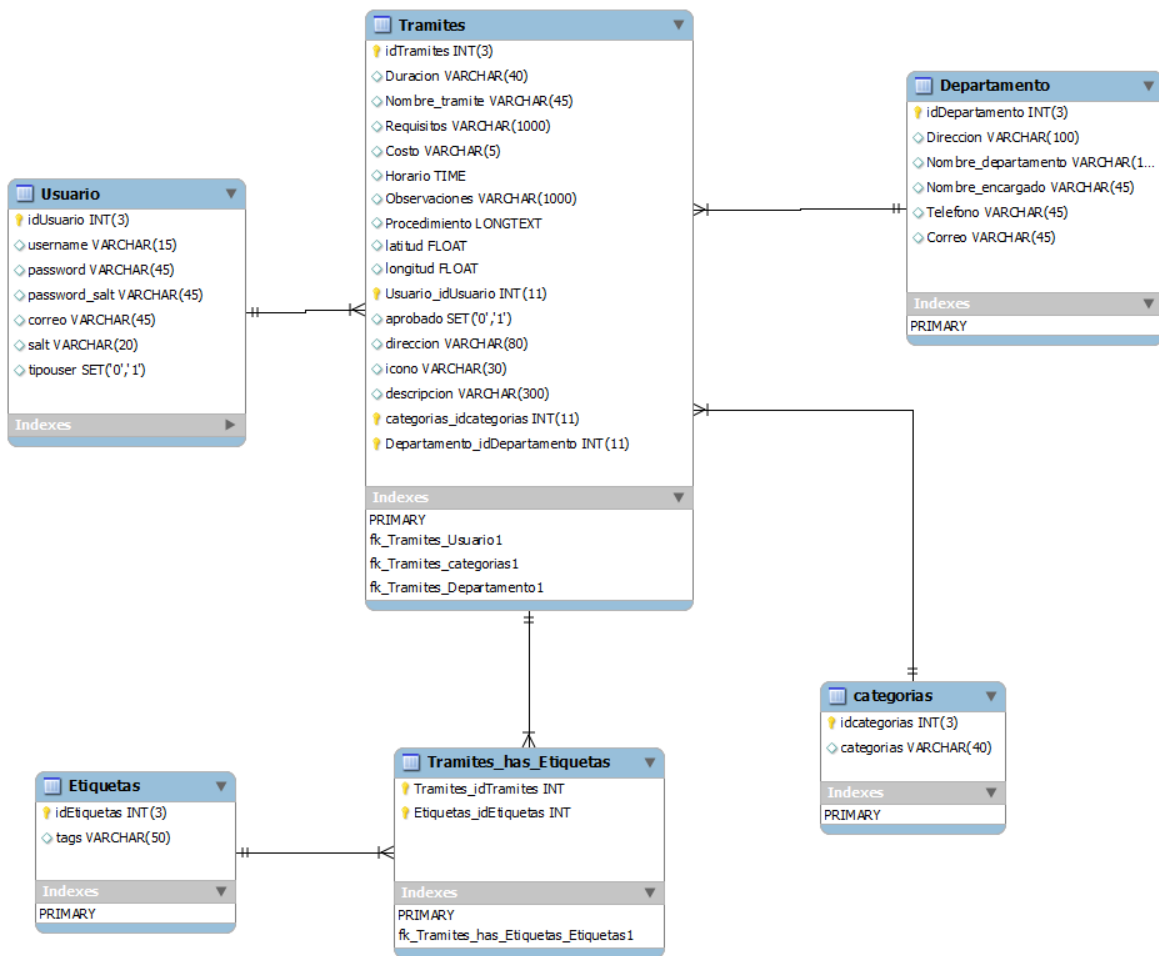 Tramites
idTramites INT(3)
Duracion VARCHAR(40)
Nombre_tramite VARCHAR(45)
Requisitos VARCHAR(1000)
Costo VARCHAR(5)
Horario TIME
Observaciones VARCHAR(1000)
Procedimiento LONGTEXT
latitud FLOAT
longitud FLOAT
Usuario_idUsuario INT(11)
aprobado SET('0','1')
direccion VARCHAR(80)
icono VARCHAR(30)
descripcion VARCHAR(300)
categorias_idcategorias INT(11)
Departamento_idDepartamento INT(11)
Indexes
PRIMARY
fk_Tramites_Usuario1
fk_Tramites_categorias1
fk_Tramites_Departamento1
Departamento
idDepartamento INT(3)
Direccion VARCHAR(100)
Nombre_departamento VARCHAR(1...
Nombre_encargado VARCHAR(45)
Telefono VARCHAR(45)
Correo VARCHAR(45)
Indexes
PRIMARY
Usuario
idUsuario INT(3)
username VARCHAR(15)
password VARCHAR(45)
password_salt VARCHAR(45)
correo VARCHAR(45)
salt VARCHAR(20)
tipouser SET('0','1')
Indexes
categorias
idcategorias INT(3)
categorias VARCHAR(40)
Indexes
PRIMARY
Tramites_has_Etiquetas
Tramites_idTramites INT
Etiquetas_idEtiquetas INT
Indexes
PRIMARY
fk_Tramites_has_Etiquetas_Etiquetas1
Etiquetas
idEtiquetas INT(3)
tags VARCHAR(50)
Indexes
PRIMARY